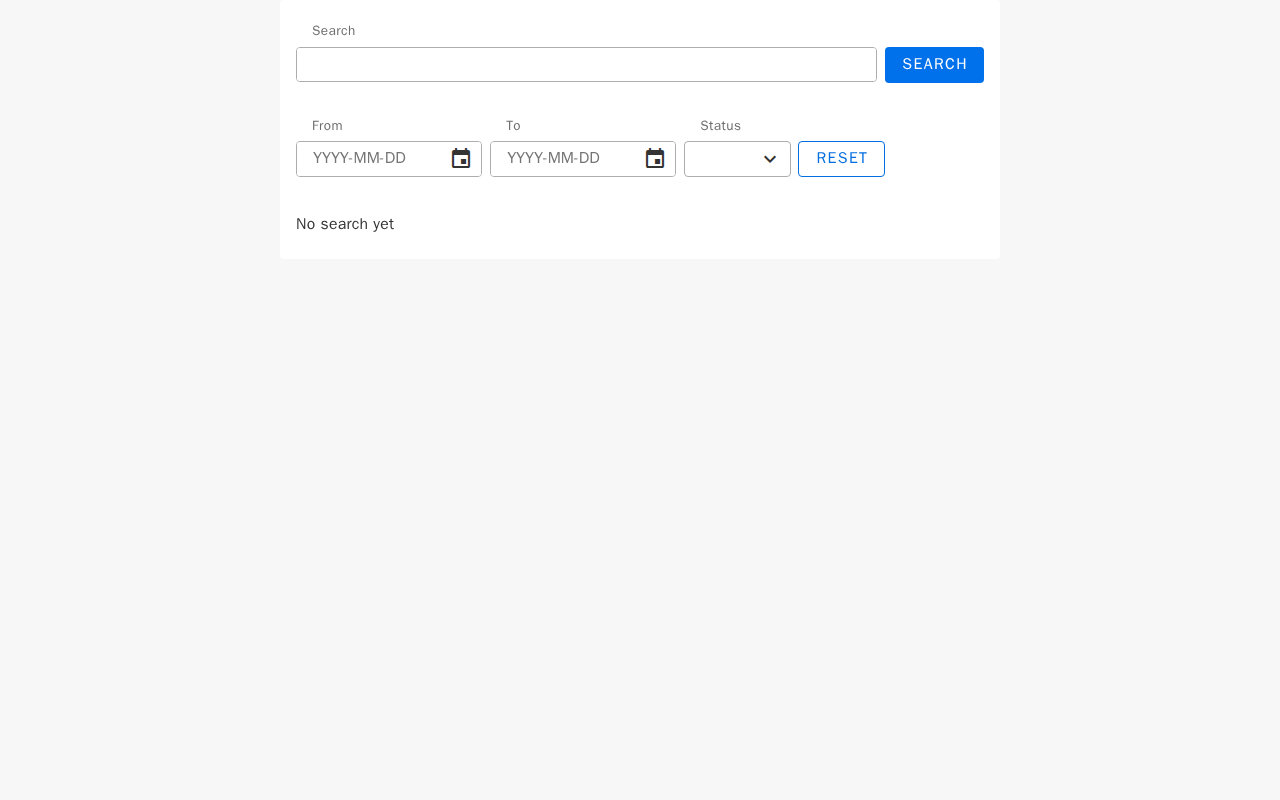 Search
SEARCH
From To Status
YYYY-MM-DD YYYY-MM-DD RESET
No search yet